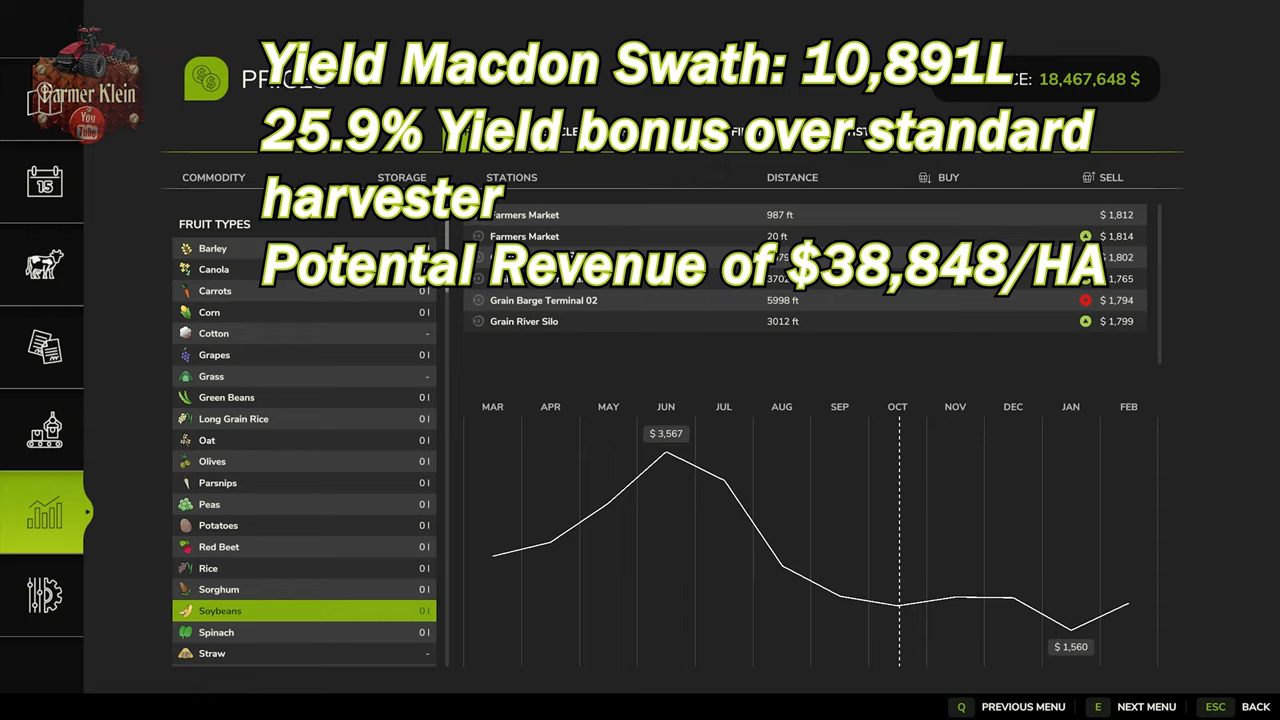 Yield Macdon Swath: 10,891L
25.9% Yield bonus over standard
harvester
Potental Revenue of $38,848/HA
Farmer Klein
You
Tube
18,467,648 $
15
COMMODITY STORAGE STATIONS DISTANCE BUY SELL
FRUIT TYPES
Barley
Canola
Carrots 0 l
Corn 0 l
Cotton -
Grapes 0 l
Grass -
Green Beans 0 l
Long Grain Rice 0 l
Oat 0 l
Olives 0 l
Parsnips 0 l
Peas 0 l
Potatoes 0 l
Red Beet 0 l
Rice 0 l
Sorghum 0 l
Soybeans 0 l
Spinach 0 l
Straw -
Farmers Market 987 ft $ 1,812
Farmers Market 20 ft $ 1,814
$ 1,802
1,765
Grain Barge Terminal 02 5998 ft $ 1,794
Grain River Silo 3012 ft $ 1,799
MAR APR MAY JUN JUL AUG SEP OCT NOV DEC JAN FEB
$ 3,567
$ 1,560
Q PREVIOUS MENU E NEXT MENU ESC BACK